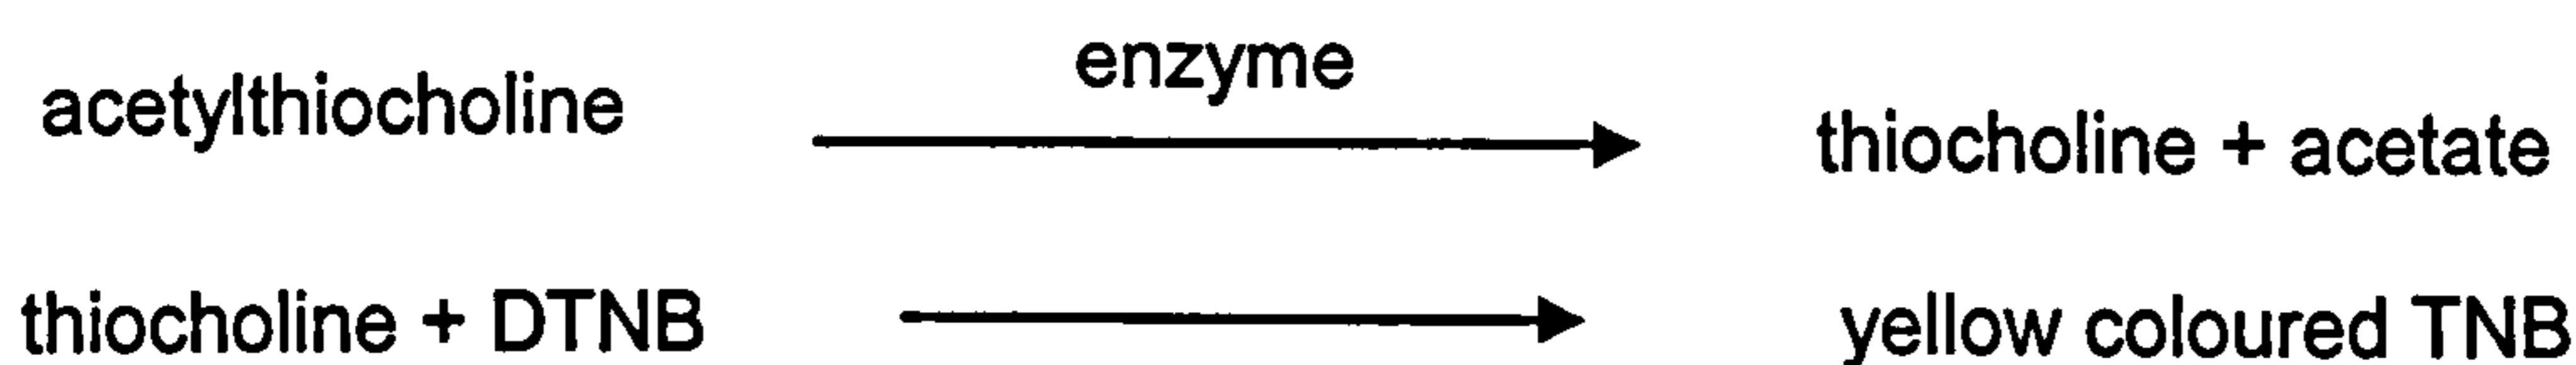 acetylthiocholine enzyme thiocholine + acetate
thiocholine + DTNB yellow coloured TNB